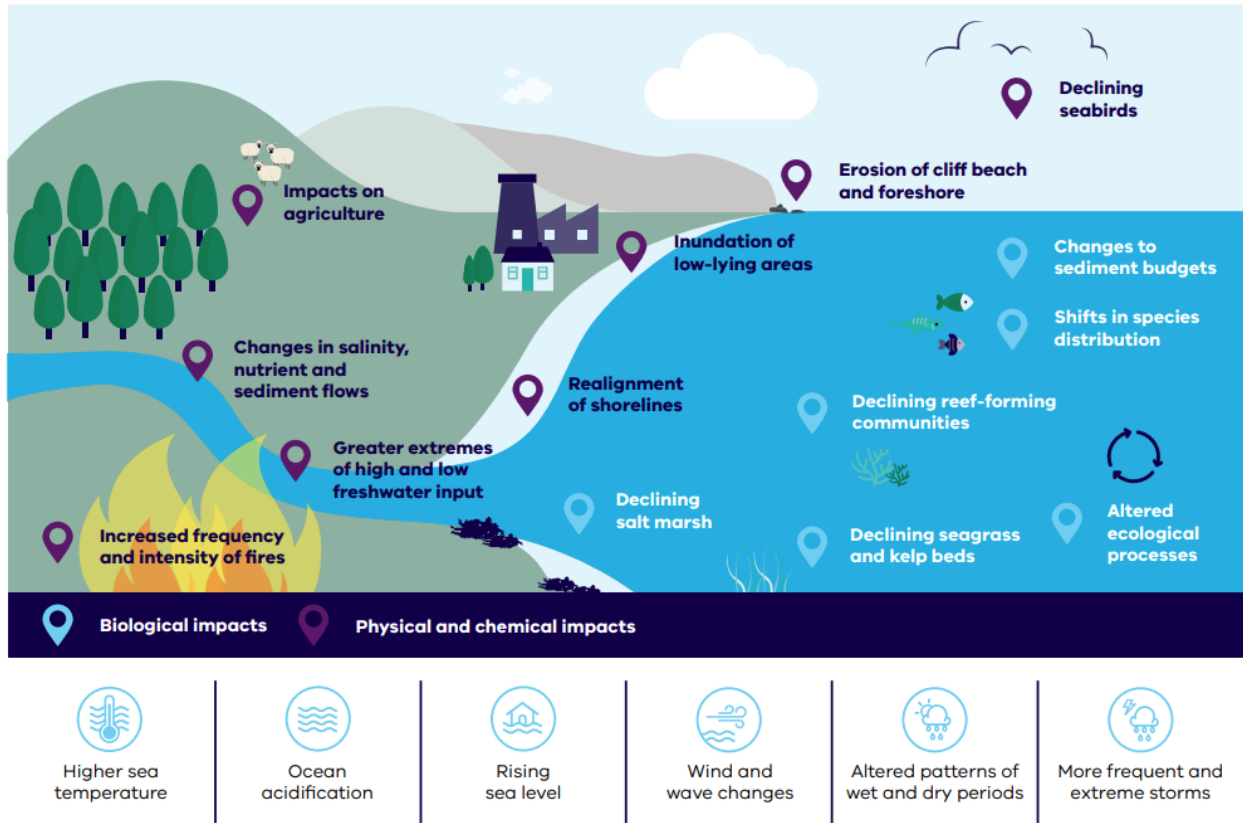 Declining
seabirds
Erosion of cliff beach
and foreshore
Impacts on
agriculture
Inundation of
low-lying areas
Changes to
sediment budgets
Shifts in species
distribution
Changes in salinity,
nutrient and
sediment flows
Realignment
of shorelines
Declining reef-forming
communities
Greater extremes
of high and low
freshwater input
Declining
salt marsh
Declining seagrass
and kelp beds
Altered
ecological
processes
Increased frequency
and intensity of fires
Biological impacts
Physical and chemical impacts
Higher sea
temperature
Ocean
acidification
Rising
sea level
Wind and
wave changes
Altered patterns of
wet and dry periods
More frequent and
extreme storms